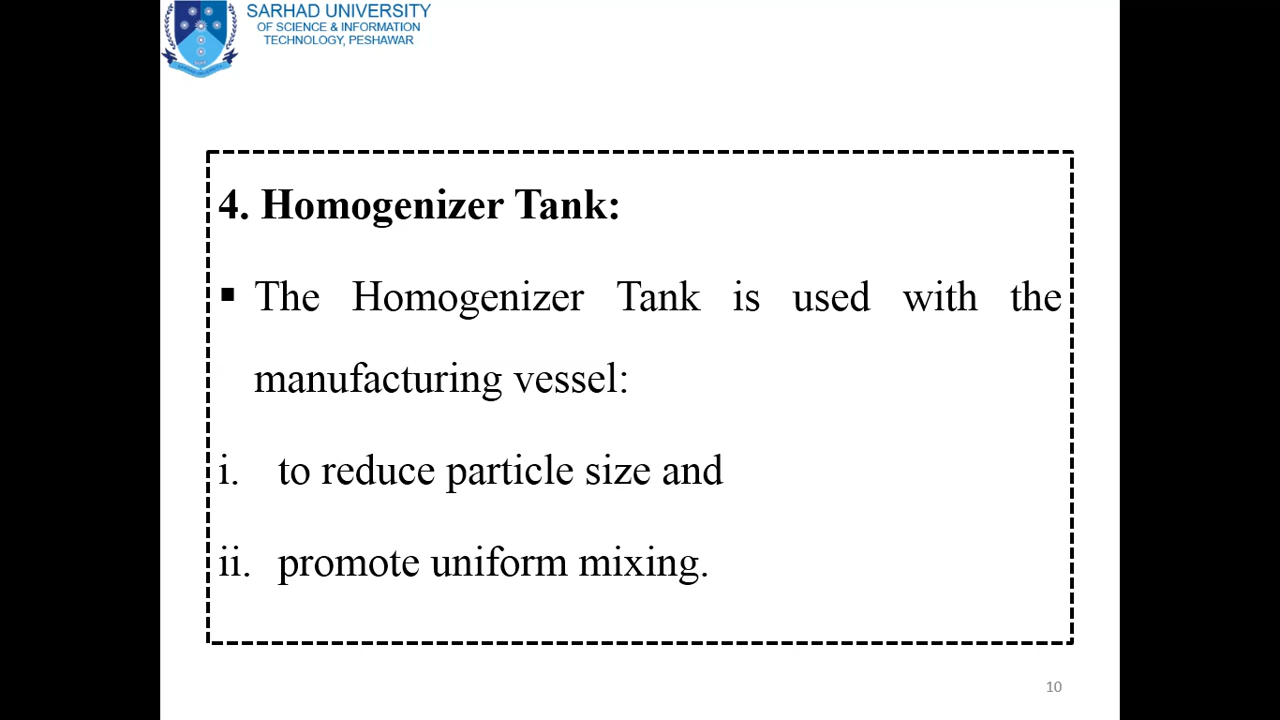 SARHAD UNIVERSITY
OF SCIENCE & INFORMATION
TECHNOLOGY, PESHAWAR
4. Homogenizer Tank:
▪ The Homogenizer Tank is used with the
manufacturing vessel:
i. to reduce particle size and
ii. promote uniform mixing.
10